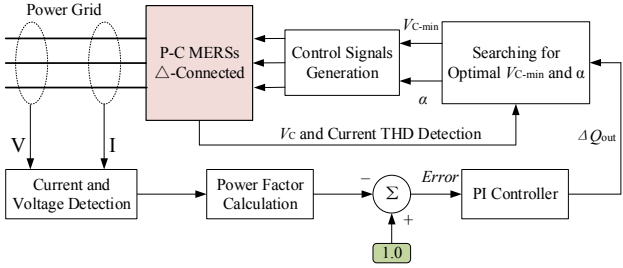 Power Grid
P-C MERSs
△-Connected
Control Signals
Generation
VC-min
α
Searching for
Optimal VC-min and α
VC and Current THD Detection
ΔQout
V
I
Current and
Voltage Detection
Power Factor
Calculation
−
Σ
+
Error
PI Controller
1.0